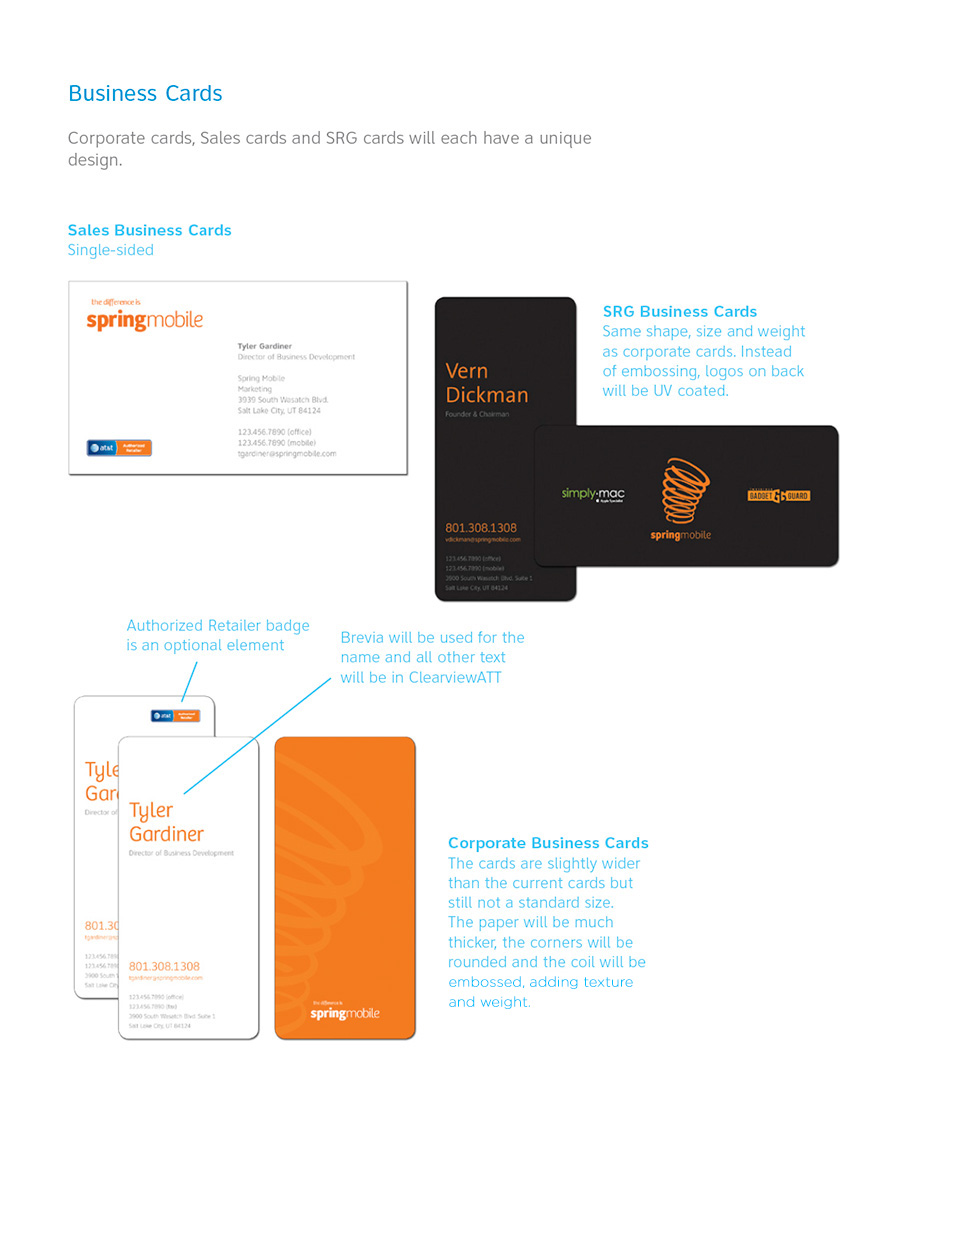 Business Cards
Corporate cards, Sales cards and SRG cards will each have a unique
design.
Sales Business Cards
Single-sided
the difference is
springmobile
Tyler Gardiner
Director of Business Development
Spring Mobile
Marketing
3939 South Wasatch Blvd.
Salt Lake City, UT 84124
123.456.7890 (office)
123.456.7890 (mobile)
tgardiner@springmobile.com
at&t
Authorized
Retailer
Vern
Dickman
Founder & Chairman
801.308.1308
vdickman@springmobile.com
123.456.7890 (office)
123.456.7890 (mobile)
3900 South Wasatch Blvd. Suite 1
Salt Lake City, UT 84124
SRG Business Cards
Same shape, size and weight
as corporate cards. Instead
of embossing, logos on back
will be UV coated.
simply·mac
Apple Specialist
springmobile
GADGET GUARD
Authorized Retailer badge
is an optional element
Brevia will be used for the
name and all other text
will be in ClearviewATT
at&t
Authorized
Retailer
Tyle
Gar
Director of
801.30
123.456.789
123.456.789
3900 South
Salt Lake City
Tyler
Gardiner
Director of Business Development
801.308.1308
tgardiner@springmobile.com
123.456.7890 (office)
123.456.7890 (fax)
3900 South Wasatch Blvd. Suite 1
Salt Lake City, UT 84124
the difference is
springmobile
Corporate Business Cards
The cards are slightly wider
than the current cards but
still not a standard size.
The paper will be much
thicker, the corners will be
rounded and the coil will be
embossed, adding texture
and weight.